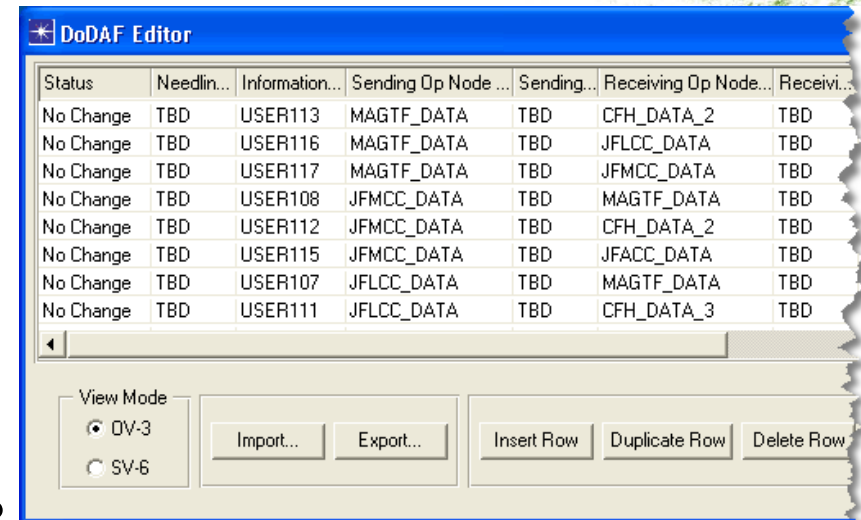 DoDAF Editor
Status Needlin... Information... Sending Op Node ... Sending... Receiving Op Node... Receivi...
No Change TBD USER113 MAGTF_DATA TBD CFH_DATA_2 TBD
No Change TBD USER116 MAGTF_DATA TBD JFLCC_DATA TBD
No Change TBD USER117 MAGTF_DATA TBD JFMCC_DATA TBD
No Change TBD USER108 JFMCC_DATA TBD MAGTF_DATA TBD
No Change TBD USER112 JFMCC_DATA TBD CFH_DATA_2 TBD
No Change TBD USER115 JFMCC_DATA TBD JFACC_DATA TBD
No Change TBD USER107 JFLCC_DATA TBD MAGTF_DATA TBD
No Change TBD USER111 JFLCC_DATA TBD CFH_DATA_3 TBD
View Mode
OV-3
SV-6
Import... Export... Insert Row Duplicate Row Delete Row